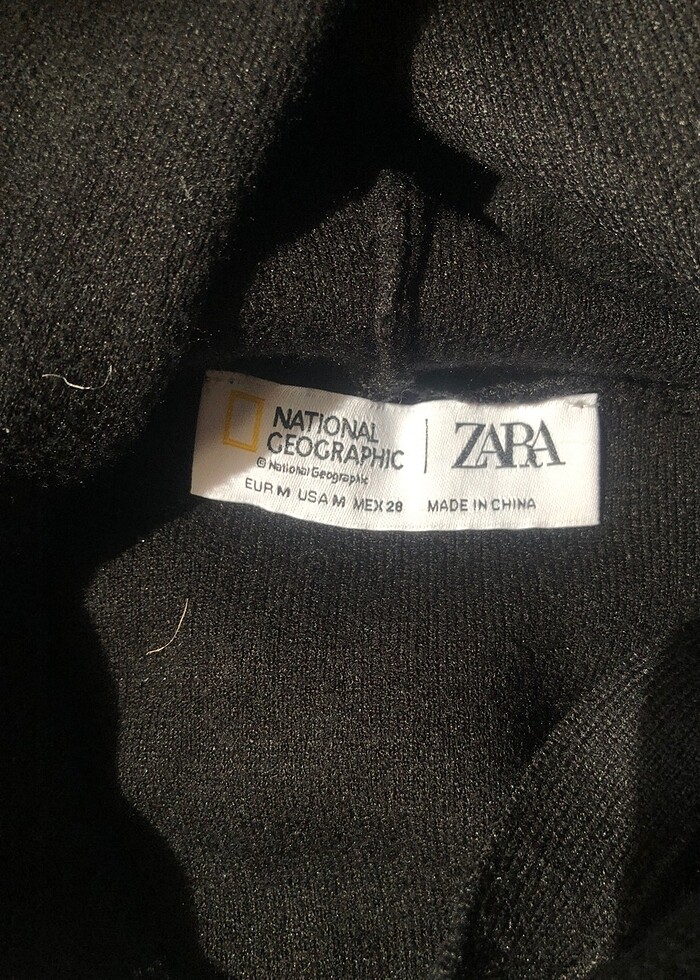 NATIONAL
GEOGRAPHIC
© National Geographic
ZARA
EUR M USA M MEX 28 MADE IN CHINA